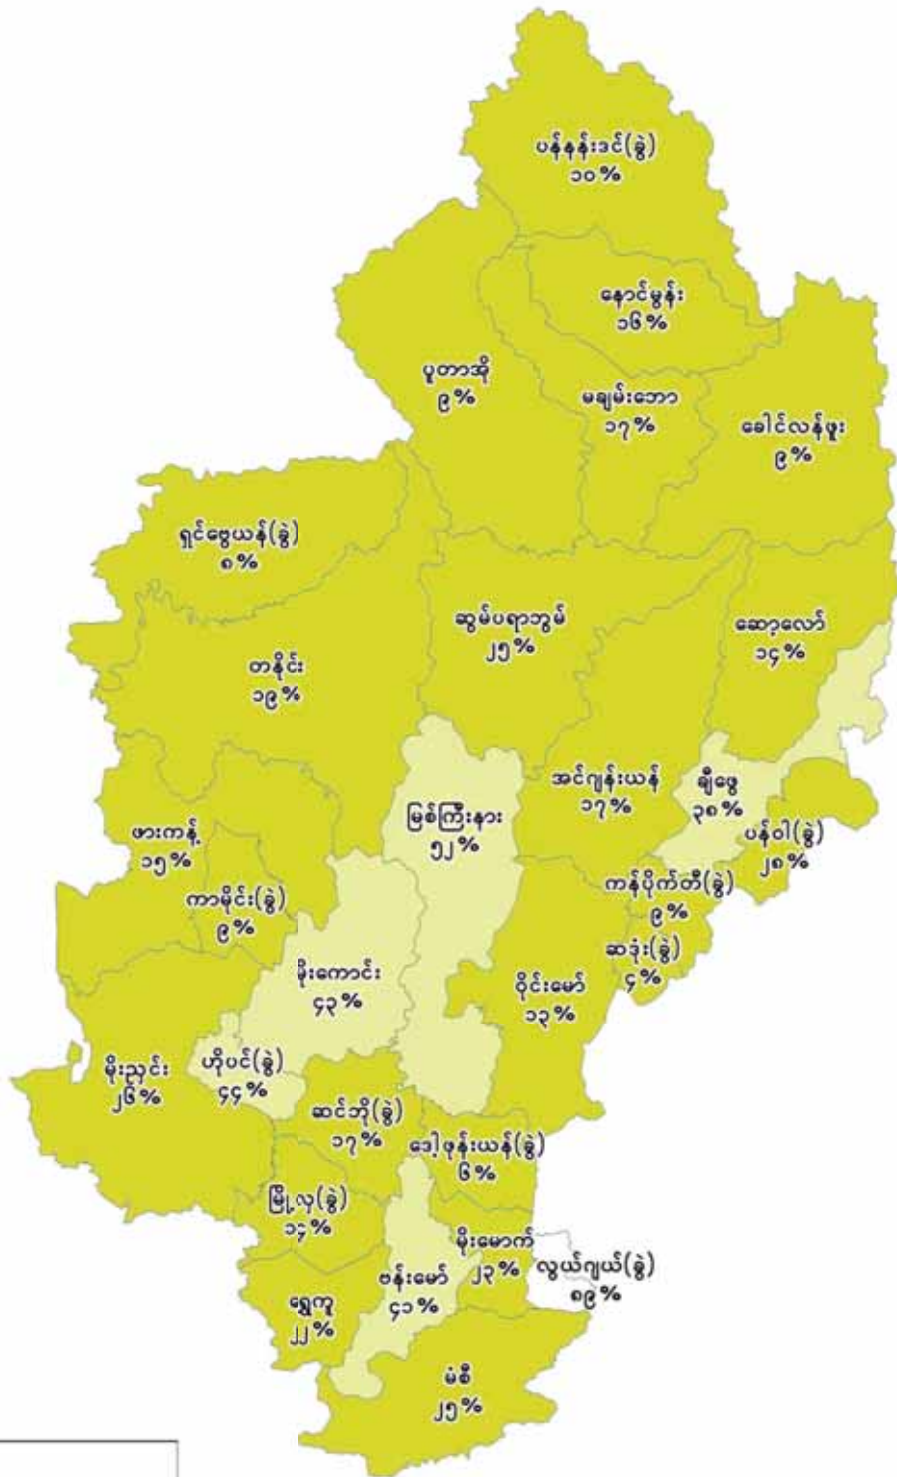 ပန်နန်းဒင်(ခွဲ)
၁၀%
နောင်မွန်း
၁၆%
ပူတာအို
၉%
မချမ်းဘော
၁၇%
ခေါင်လန်ဖူး
၉%
ရှင်ဗွေယန်(ခွဲ)
၈%
ဆွမ်ပရာဘွမ်
၂၅%
ဆော့လော်
၁၄%
တနိုင်း
၁၉%
အင်ဂျန်းယန်
၁၇%
ချီဖွေ
၃၈%
မြစ်ကြီးနား
၅၂%
ဖားကန့်
၁၅%
ပန်ဝါ(ခွဲ)
၂၈%
ကာမိုင်း(ခွဲ)
၉%
ကန်ပိုက်တီ(ခွဲ)
၉%
ဆဒုံး(ခွဲ)
၄%
မိုးကောင်း
၄၃%
ဝိုင်းမော်
၁၃%
မိုးညှင်း
၂၆%
ဟိုပင်(ခွဲ)
၄၄%
ဆင်ဘို(ခွဲ)
၁၇%
ဒေါ့ဖုန်းယန်(ခွဲ)
၆%
မြို့လှ(ခွဲ)
၁၄%
မိုးမောက်
၂၃%
လွယ်ဂျယ်(ခွဲ)
၈၉%
ဗန်းမော်
၄၁%
ရွှေကူ
၂၂%
မံစီ
၂၅%